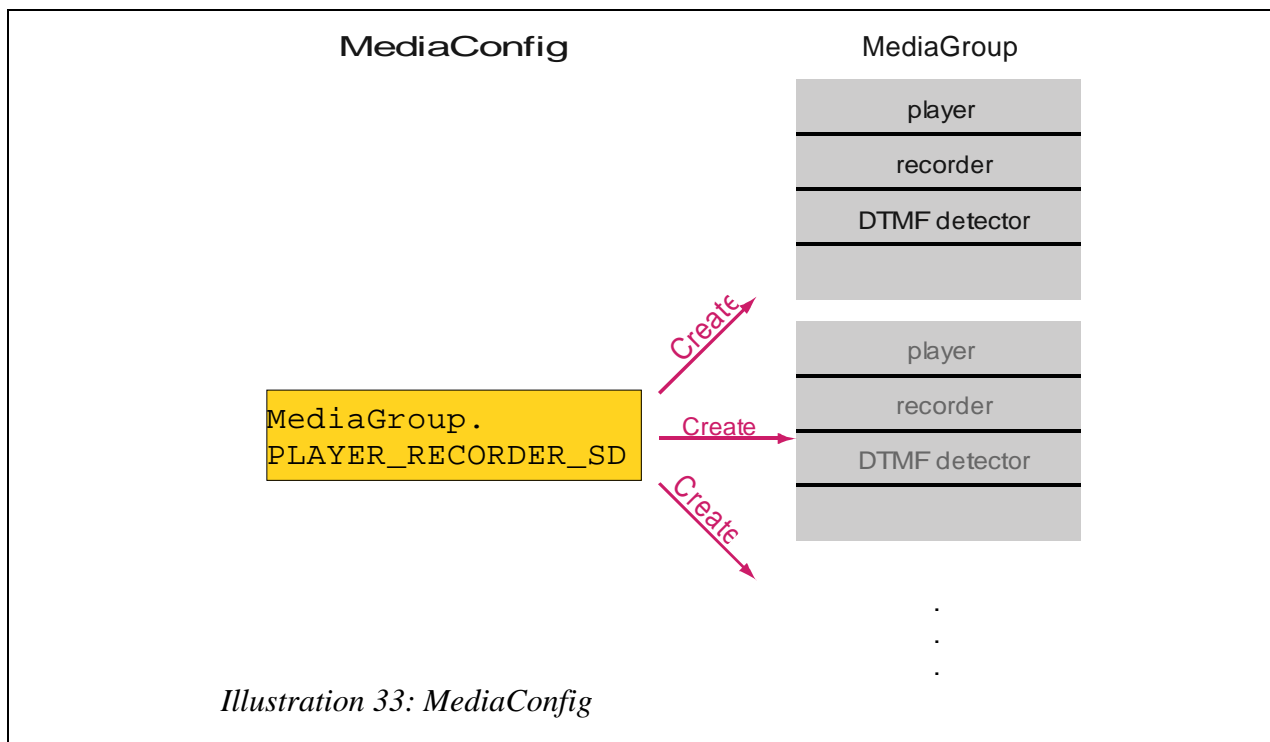 MediaConfig
MediaGroup
player
recorder
DTMF detector
Create
player
recorder
DTMF detector
Create
MediaGroup.
PLAYER_RECORDER_SD
Create
.
.
.
Illustration 33: MediaConfig